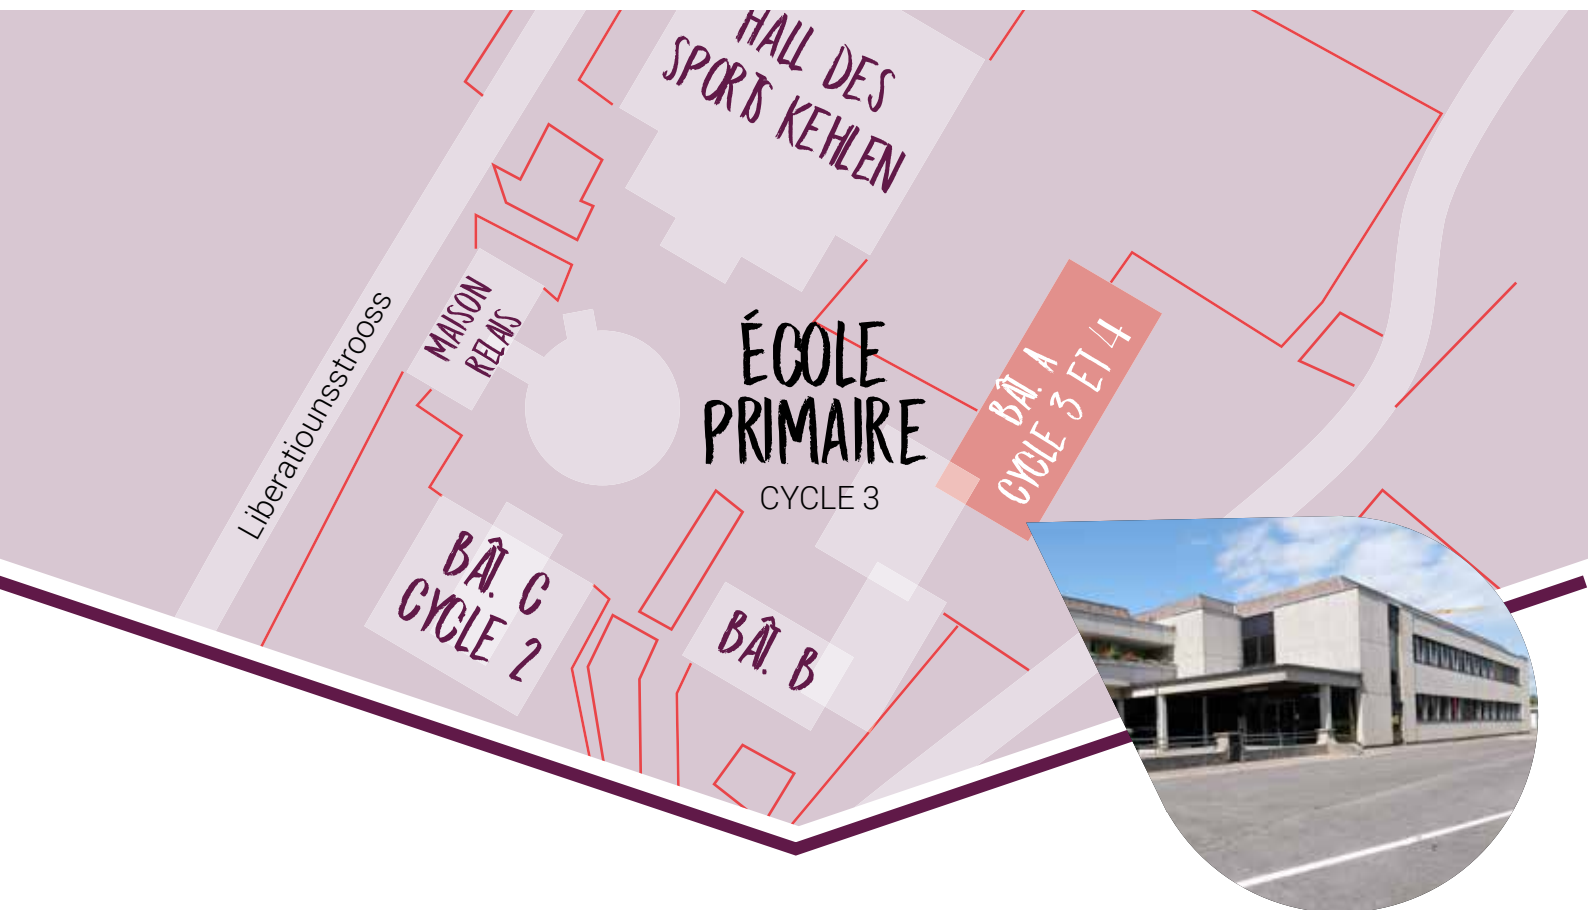 HALL DES
SPORTS KEHLEN
MAISON
RELAIS
Liberatiounsstrooss
ÉCOLE
PRIMAIRE
CYCLE 3
BÂT. A
CYCLE 3 ET 4
BÂT. C
CYCLE 2
BÂT. B